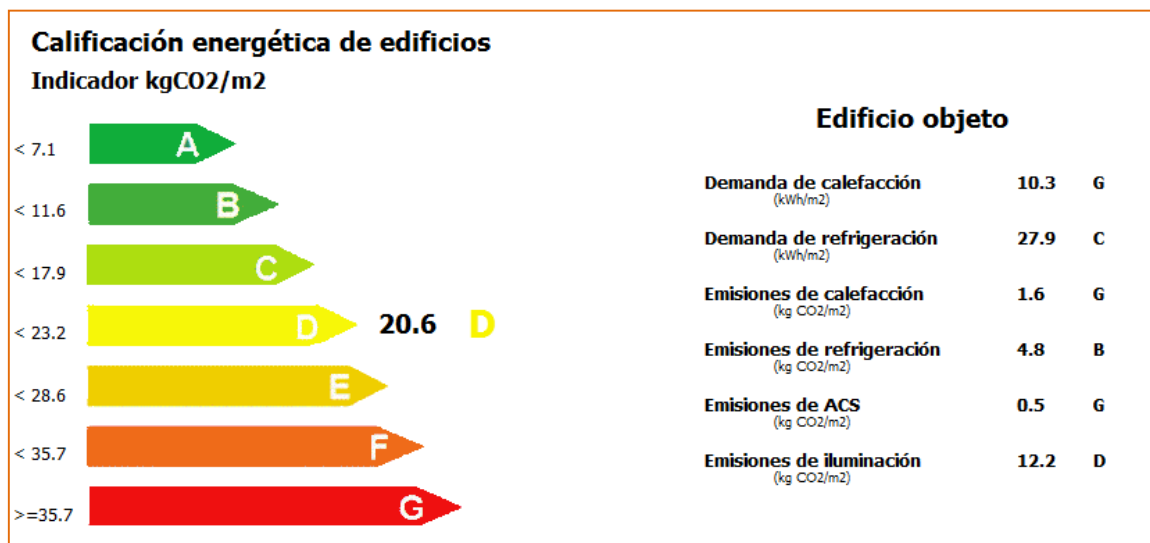 Calificación energética de edificios
Indicador kgCO2/m2
< 7.1 A
< 11.6 B
< 17.9 C
< 23.2 D 20.6 D
< 28.6 E
< 35.7 F
>=35.7 G
Edificio objeto
Demanda de calefacción 10.3 G
(kWh/m2)
Demanda de refrigeración 27.9 C
(kWh/m2)
Emisiones de calefacción 1.6 G
(kg CO2/m2)
Emisiones de refrigeración 4.8 B
(kg CO2/m2)
Emisiones de ACS 0.5 G
(kg CO2/m2)
Emisiones de iluminación 12.2 D
(kg CO2/m2)